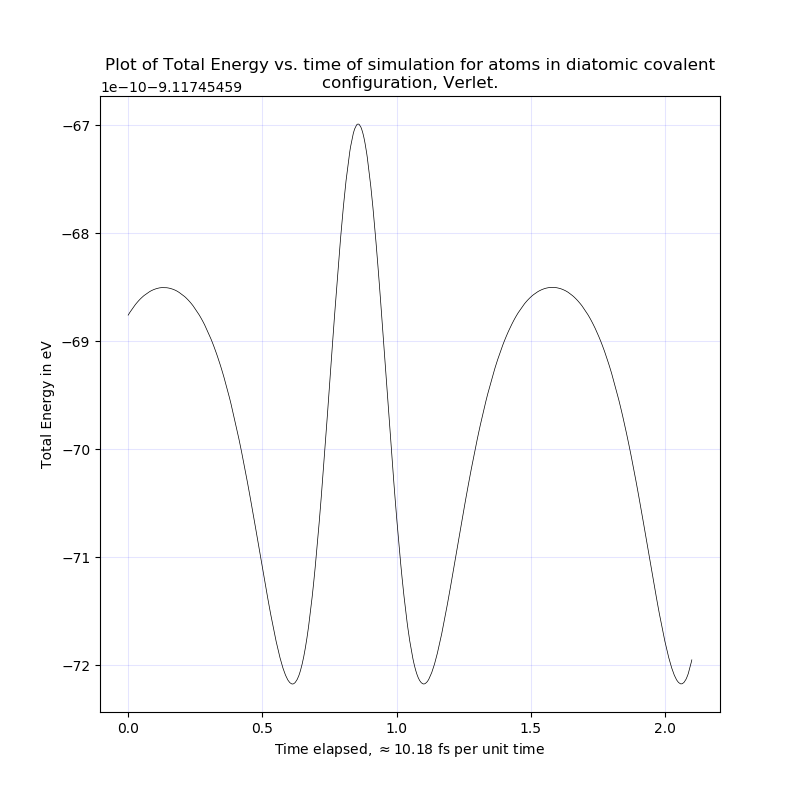 Plot of Total Energy vs. time of simulation for atoms in diatomic covalent
configuration, Verlet.
1e−10−9.11745459
−67
−68
−69
−70
−71
−72
Total Energy in eV
0.0 0.5 1.0 1.5 2.0
Time elapsed, ≈ 10.18 fs per unit time